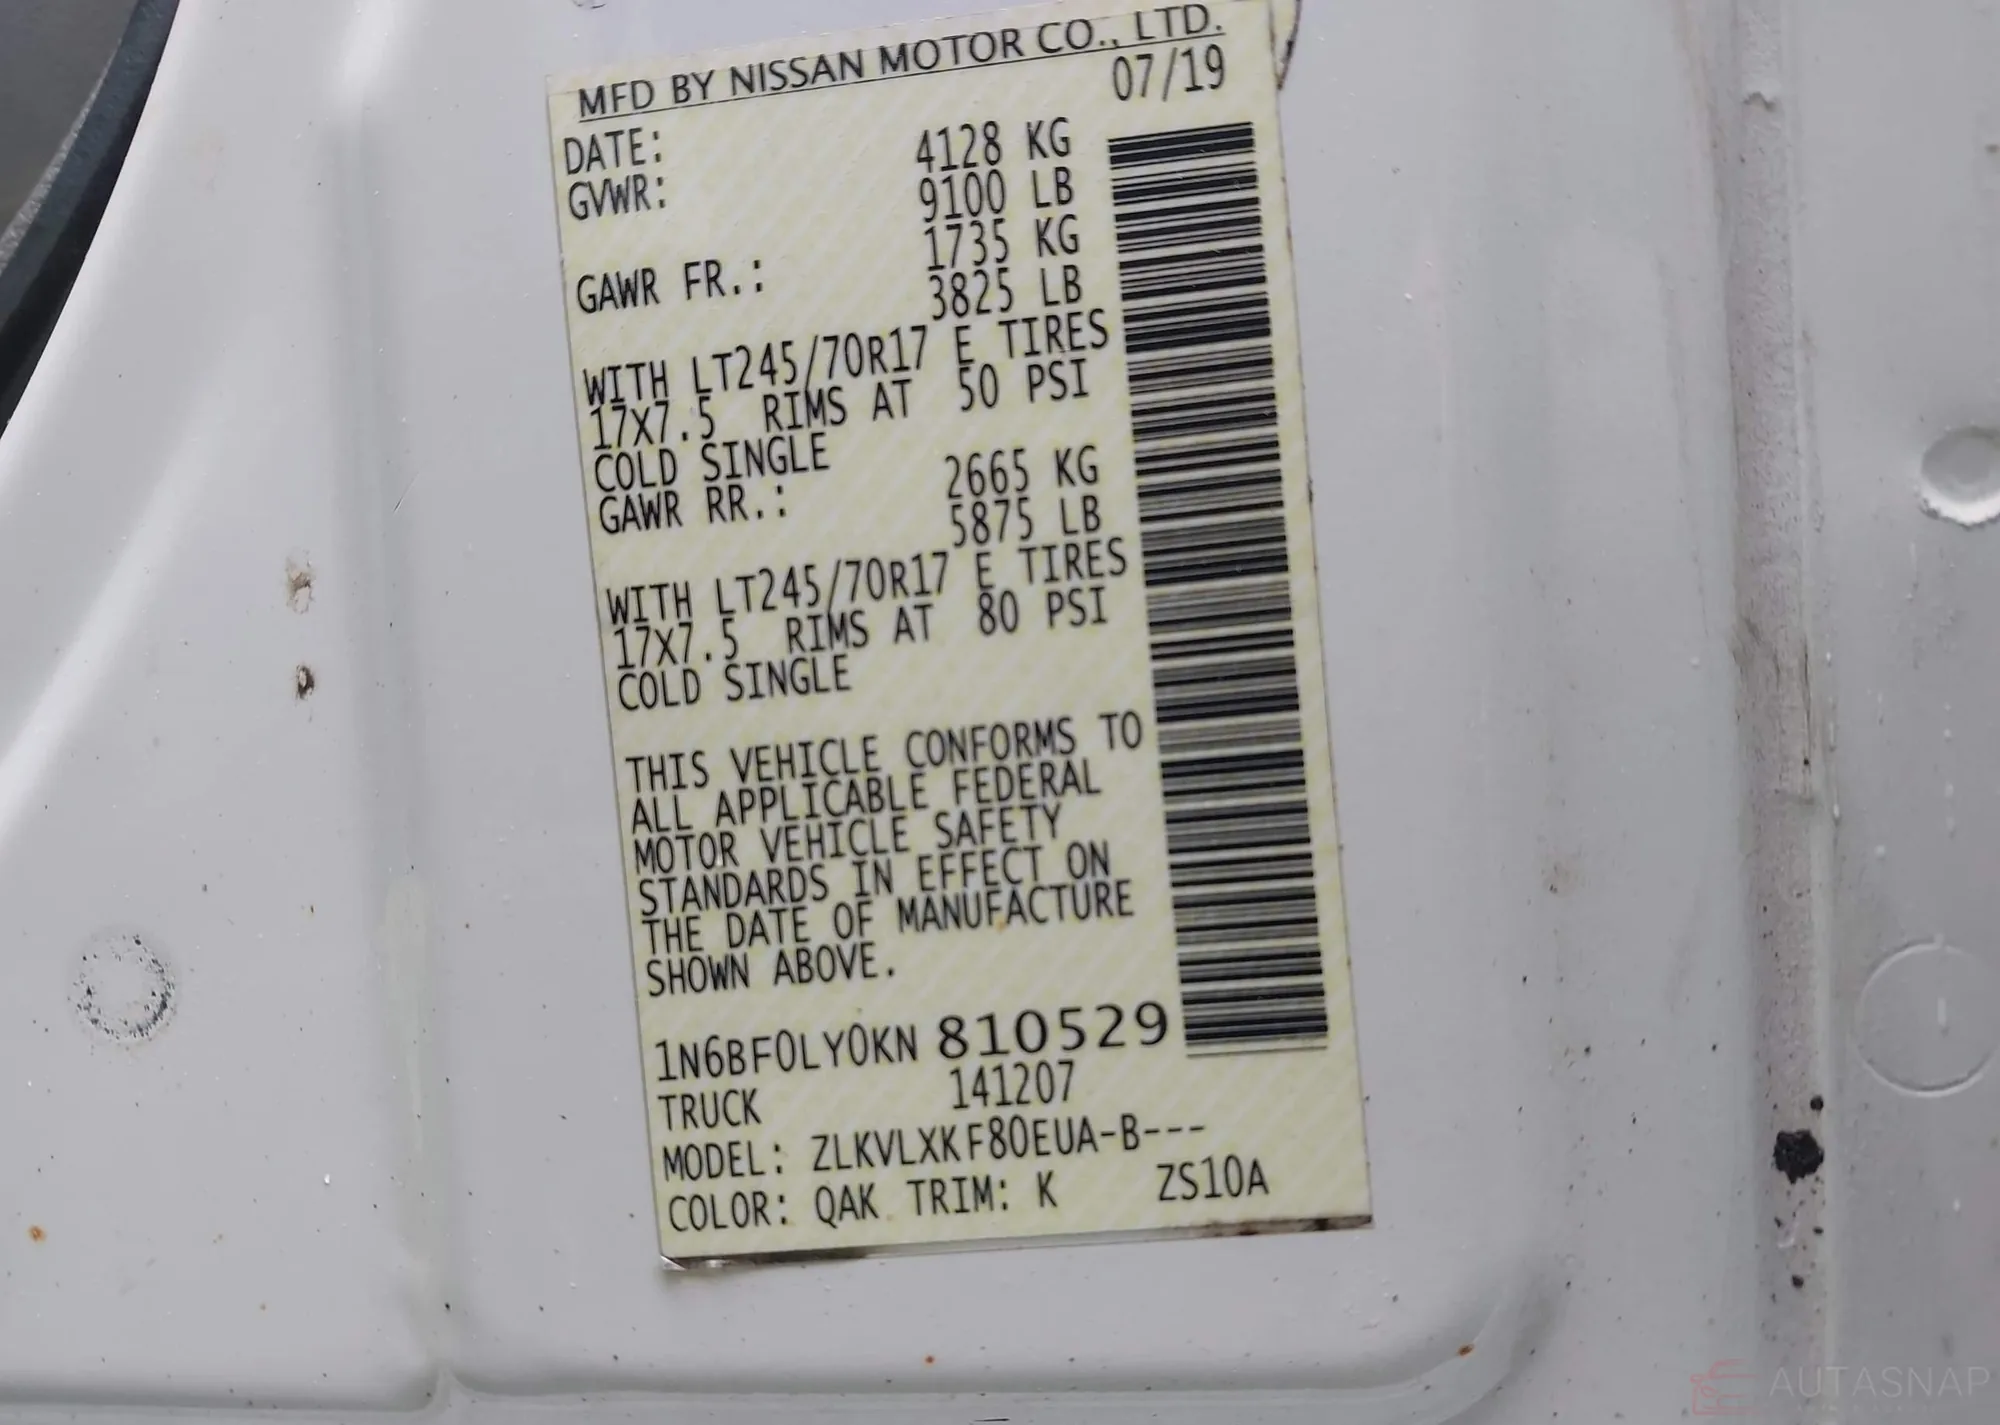 MFD BY NISSAN MOTOR CO., LTD.
DATE: 07/19
GVWR: 4128 KG
9100 LB
GAWR FR.: 1735 KG
3825 LB
WITH LT245/70R17 E TIRES
17X7.5 RIMS AT 50 PSI
COLD SINGLE
GAWR RR.: 2665 KG
5875 LB
WITH LT245/70R17 E TIRES
17X7.5 RIMS AT 80 PSI
COLD SINGLE
THIS VEHICLE CONFORMS TO
ALL APPLICABLE FEDERAL
MOTOR VEHICLE SAFETY
STANDARDS IN EFFECT ON
THE DATE OF MANUFACTURE
SHOWN ABOVE.
1N6BF0LY0KN 810529
TRUCK 141207
MODEL: ZLKVLXKF80EUA-B---
COLOR: QAK TRIM: K ZS10A
AUTASNAP